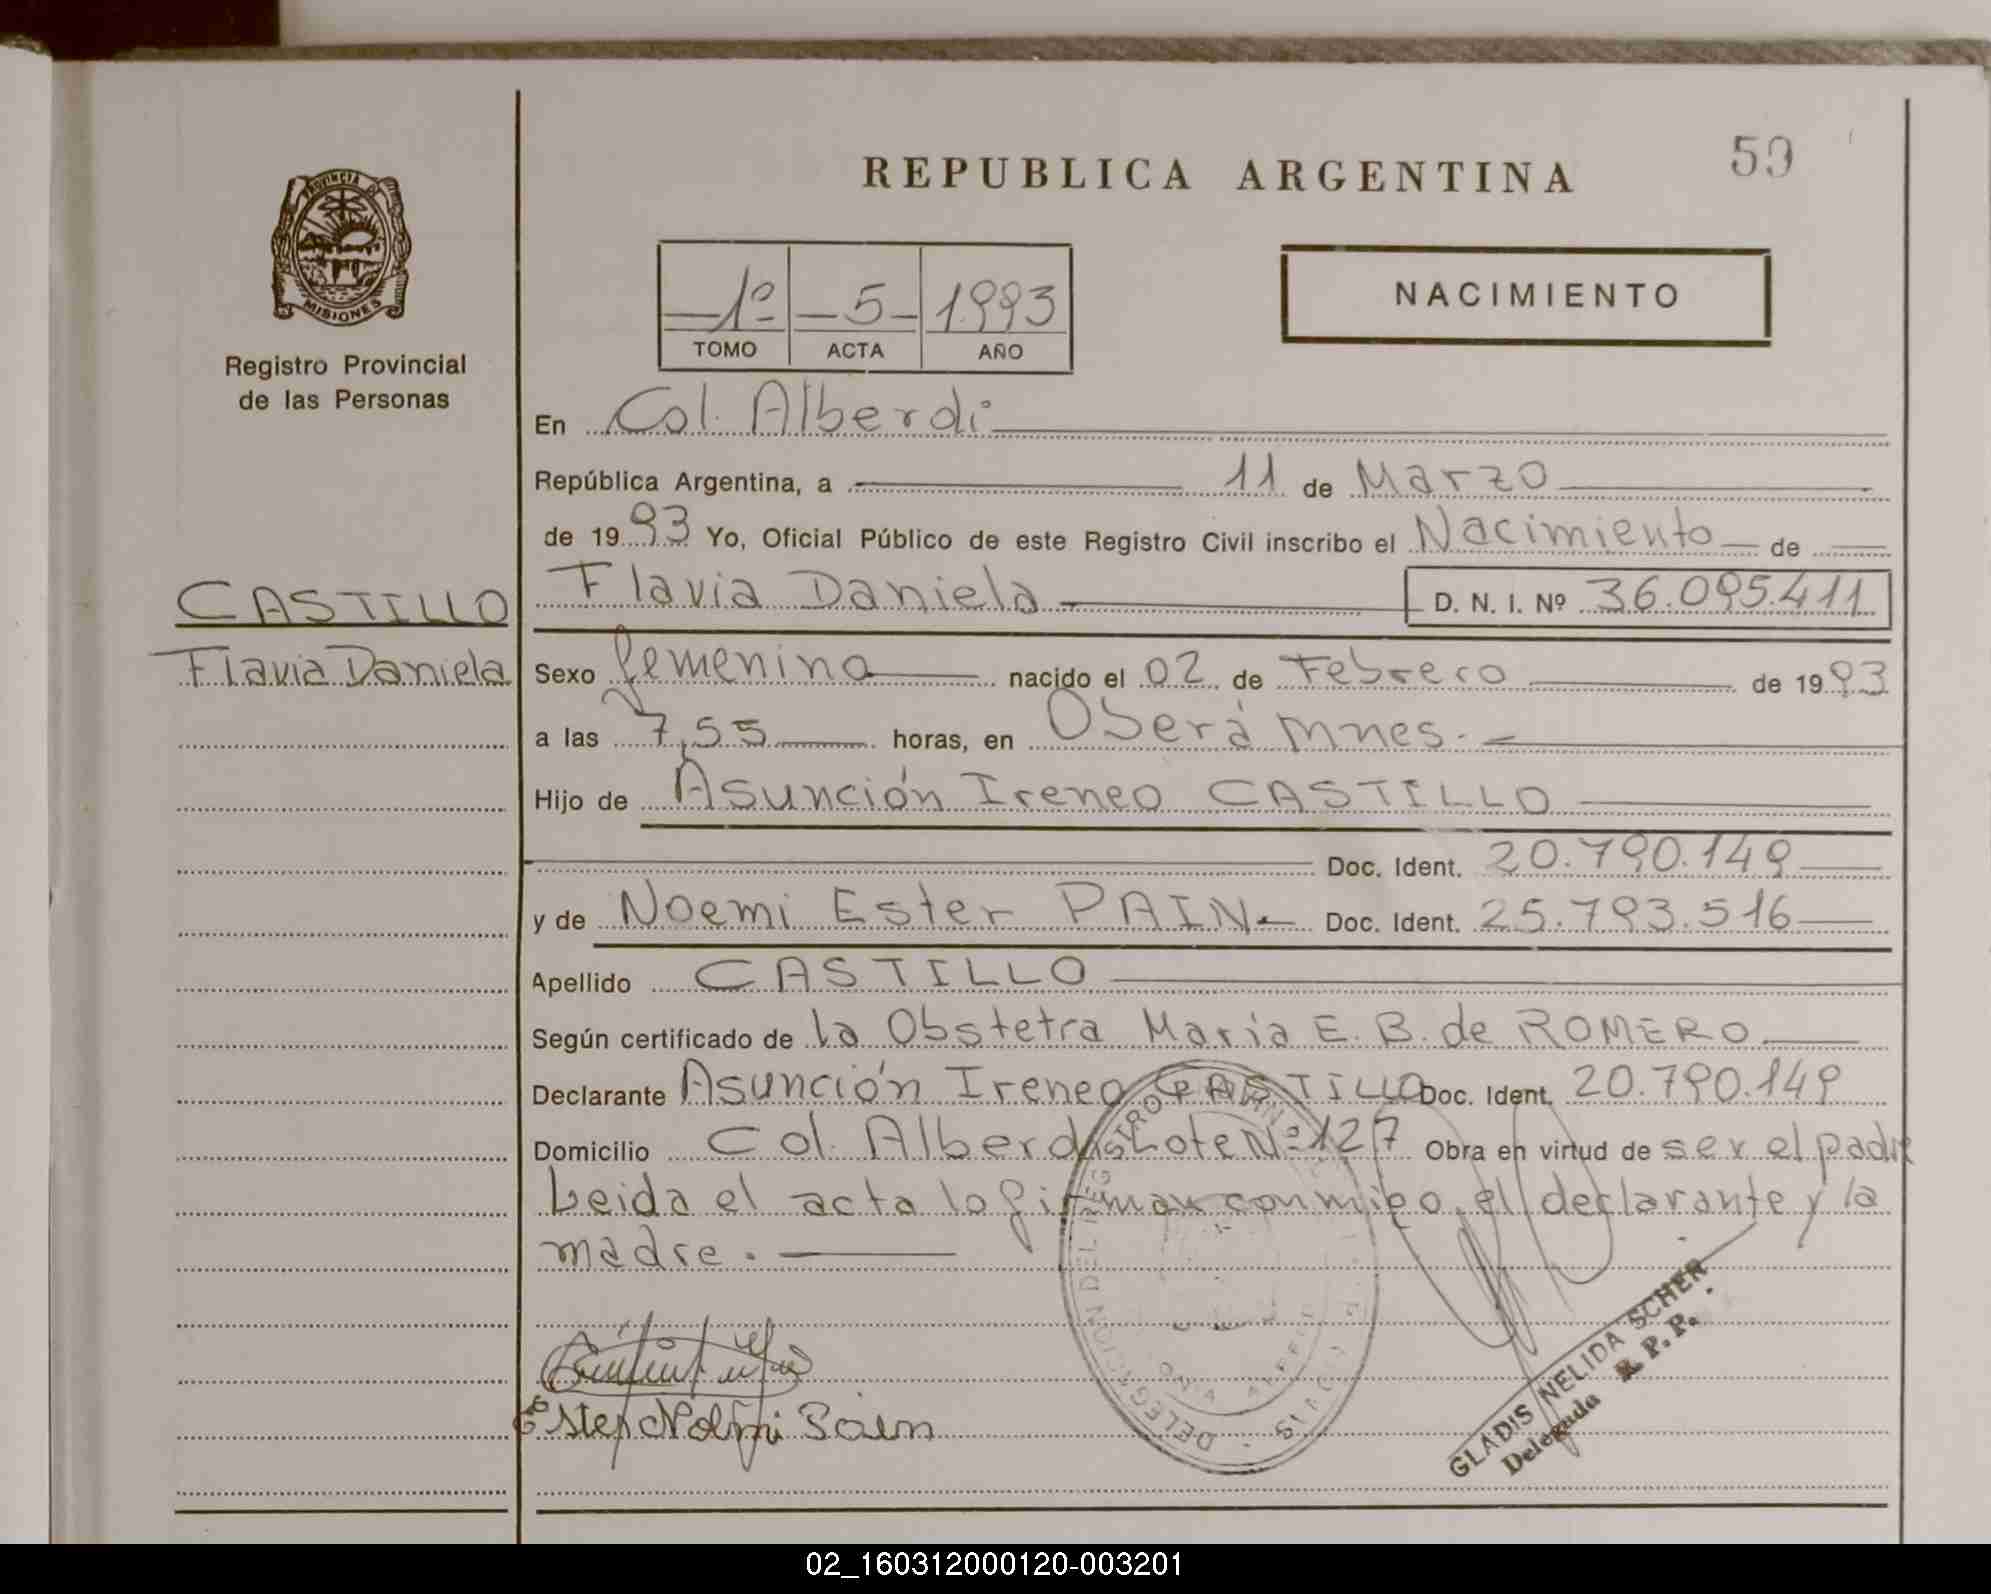 59
REPUBLICA ARGENTINA
PROVINCIA DE
MISIONES
Registro Provincial
de las Personas
1º 5 1993
TOMO ACTA AÑO
NACIMIENTO
En Col. Alberdi
República Argentina, a 11 de Marzo
de 1993 Yo, Oficial Público de este Registro Civil inscribo el Nacimiento de
CASTILLO
Flavia Daniela
Flavia Daniela D. N. I. Nº 36.095.411
Sexo femenino nacido el 02 de Febrero de 1993
a las 7,55 horas, en Oberá Mnes.
Hijo de Asunción Ireneo CASTILLO
Doc. Ident. 20.790.149
y de Noemi Ester PAIN Doc. Ident. 25.793.516
Apellido CASTILLO
Según certificado de la Obstetra Maria E. B. de ROMERO
Declarante Asunción Ireneo CASTILLO Doc. Ident. 20.790.149
Domicilio Col. Alberdi Lote Nº 127 Obra en virtud de ser el padre
Leida el acta lo firman conmigo, el declarante y la
madre.
DELEGACION DEL REGISTRO
GLADIS NELIDA SCHER
Delegada R. P. P.
02_160312000120-003201